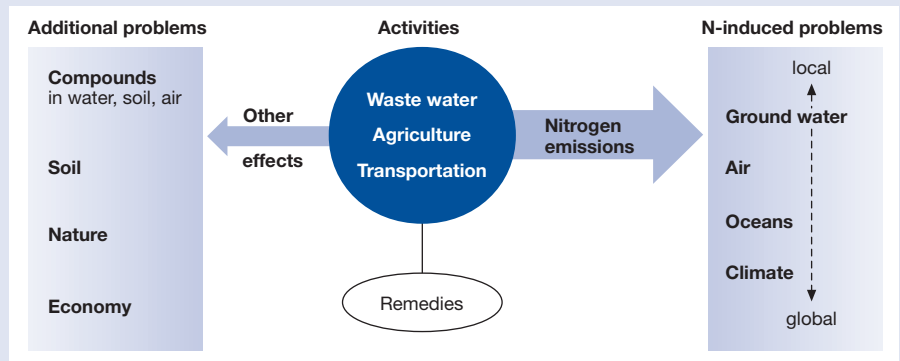 Additional problems
Compounds
in water, soil, air
Soil
Nature
Economy
Other
effects
Activities
Waste water
Agriculture
Transportation
Remedies
Nitrogen
emissions
N-induced problems
local
Ground water
Air
Oceans
Climate
global